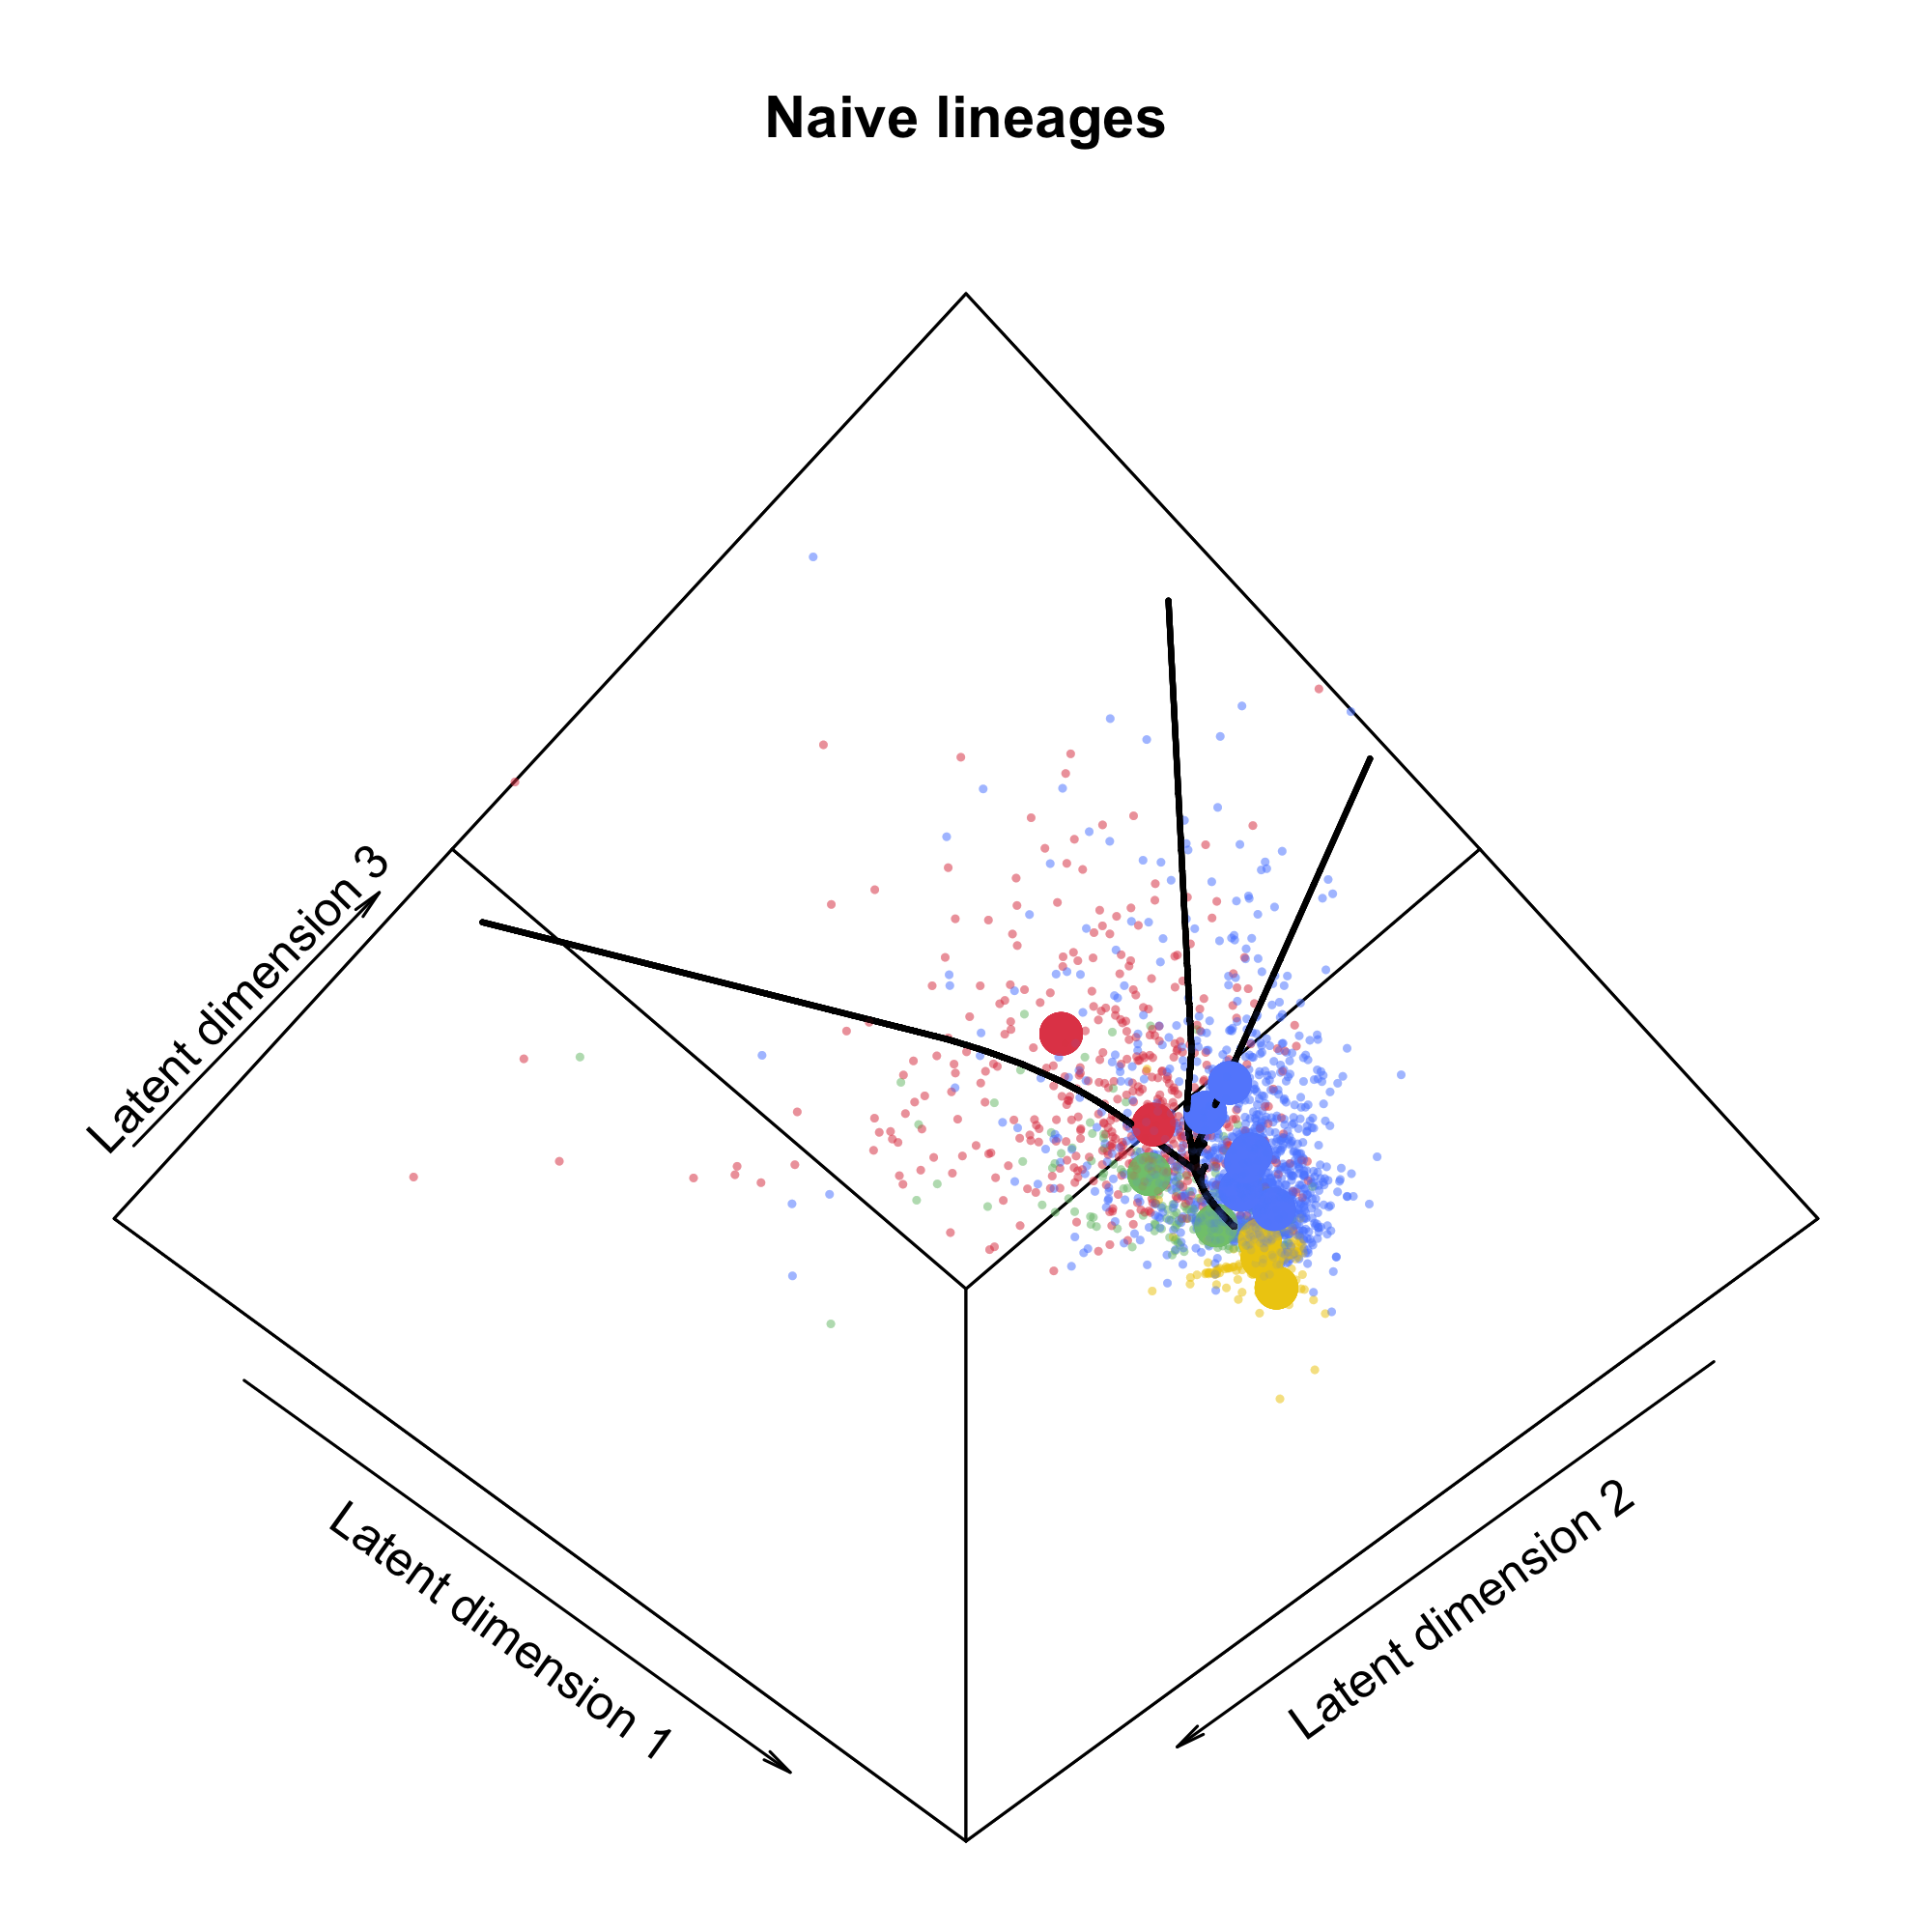 Naive lineages
Latent dimension 3
Latent dimension 1
Latent dimension 2